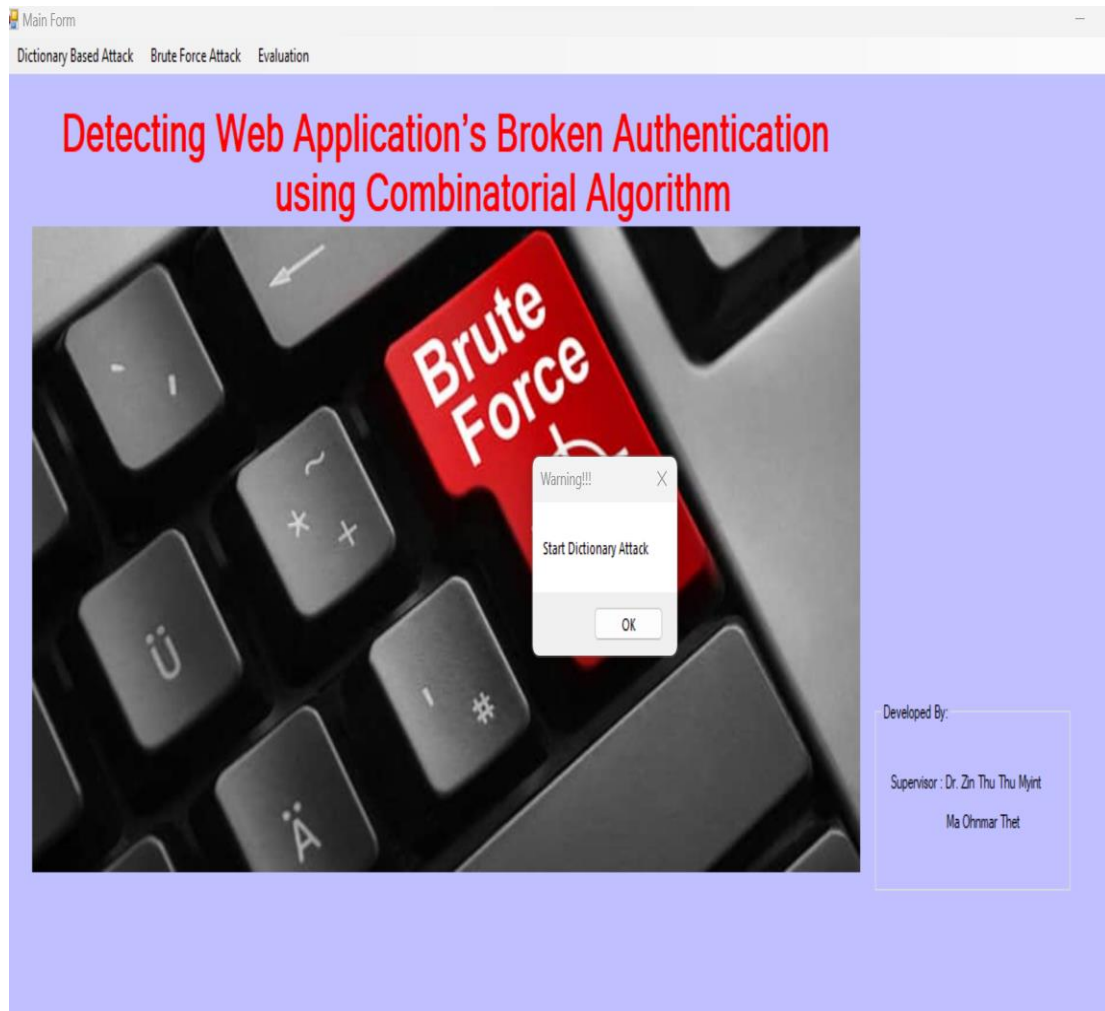 Main Form
Dictionary Based Attack Brute Force Attack Evaluation
Detecting Web Application's Broken Authentication
using Combinatorial Algorithm
Brute
Force
Warning!!!
Start Dictionary Attack
OK
~
* +
Ü
' #
Ä
Developed By:
Supervisor : Dr. Zin Thu Thu Myint
Ma Ohnmar Thet